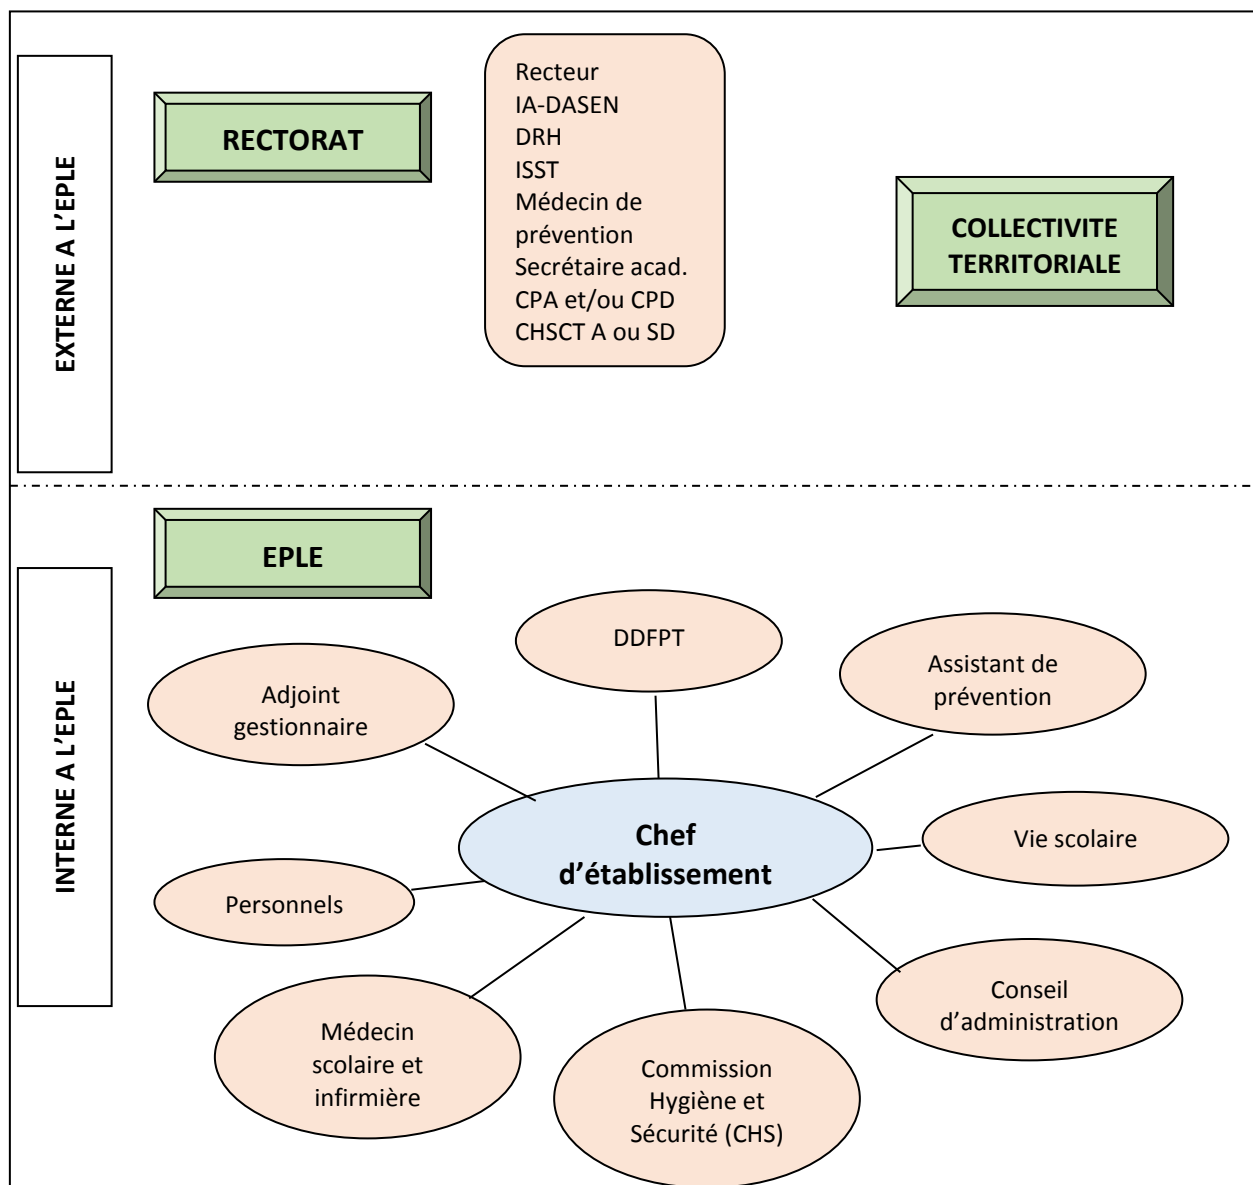 EXTERNE A L'EPLE
RECTORAT
Recteur
IA-DASEN
DRH
ISST
Médecin de
prévention
Secrétaire acad.
CPA et/ou CPD
CHSCT A ou SD
COLLECTIVITE
TERRITORIALE
INTERNE A L'EPLE
EPLE
DDFPT
Assistant de
prévention
Adjoint
gestionnaire
Chef
d’établissement
Vie scolaire
Personnels
Conseil
d’administration
Médecin
scolaire et
infirmière
Commission
Hygiène et
Sécurité (CHS)